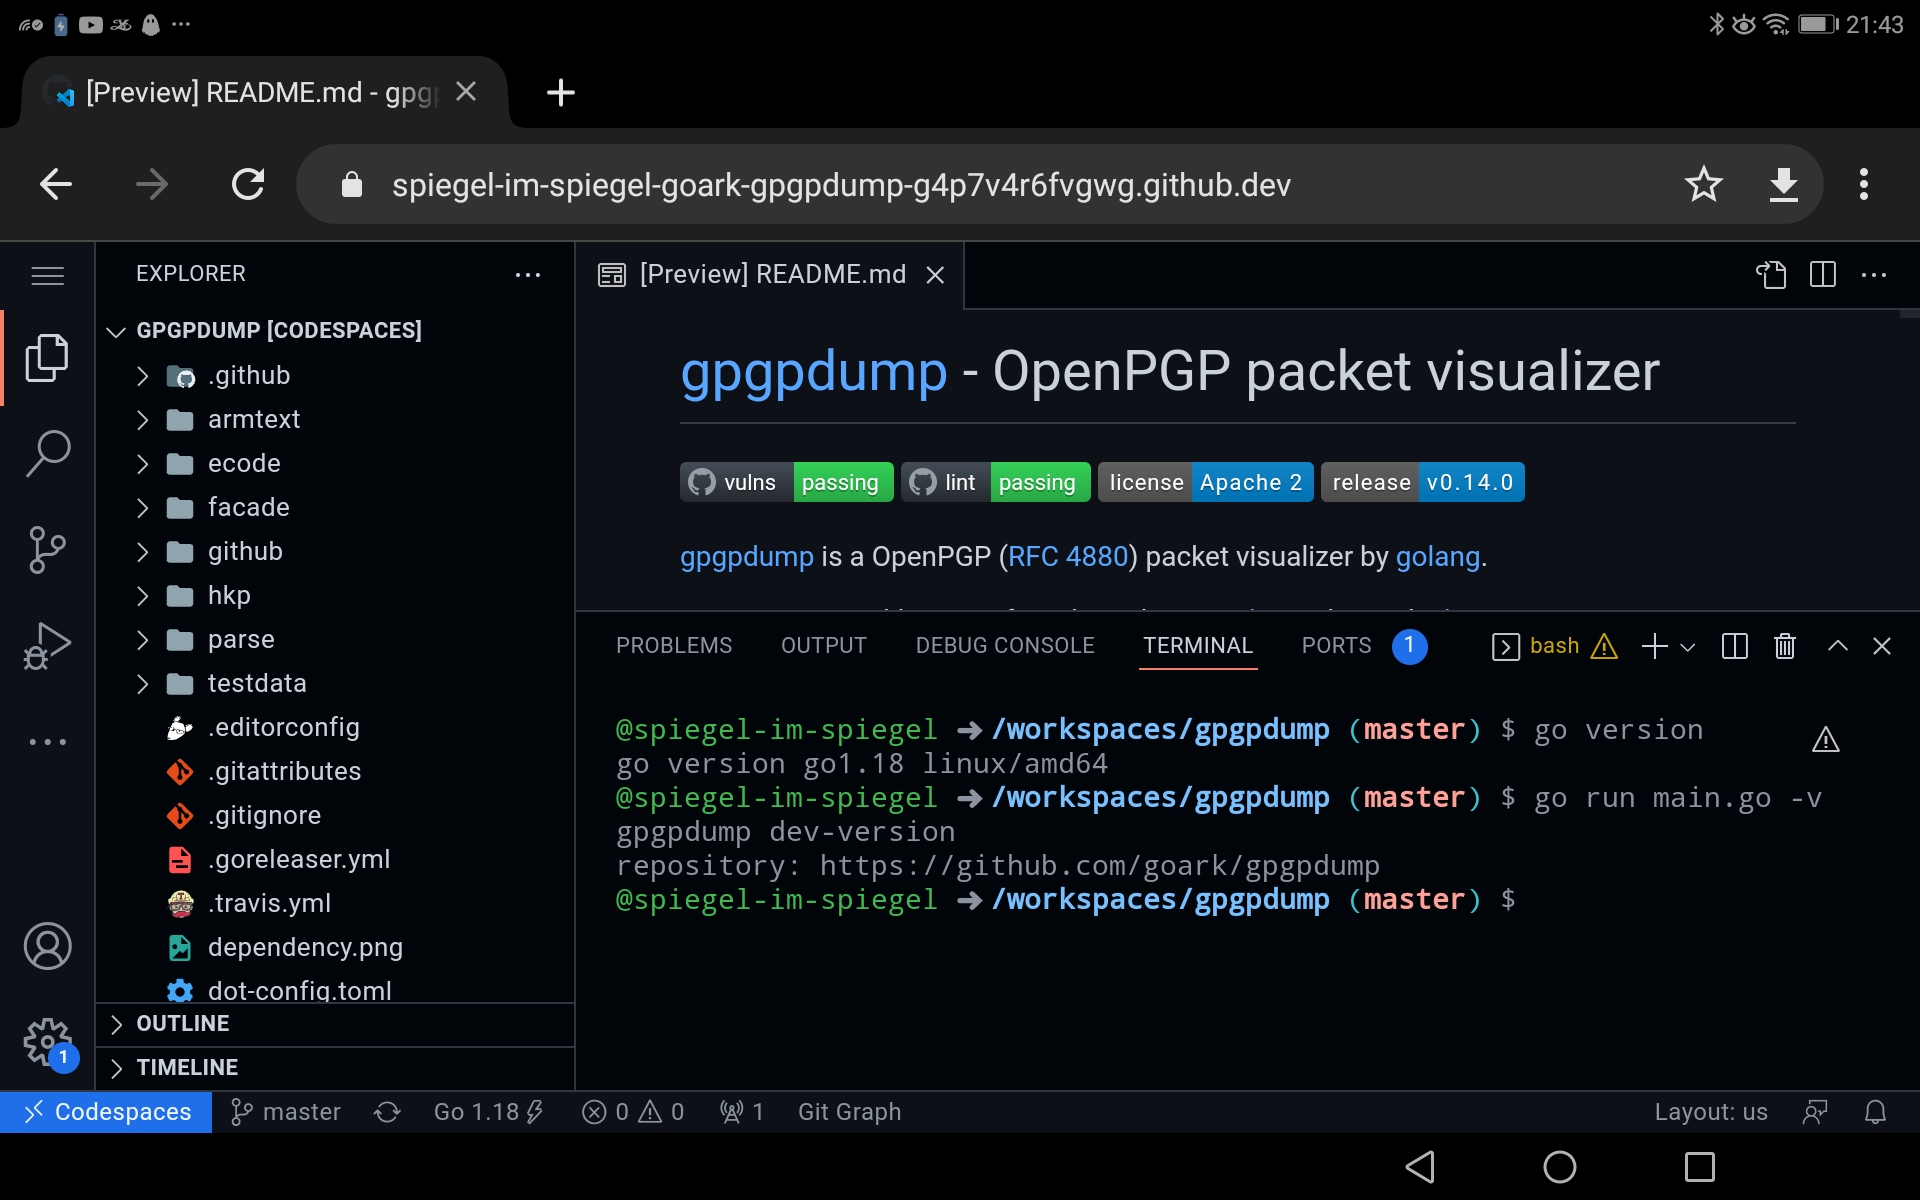 21:43
[Preview] README.md - gpgp
spiegel-im-spiegel-goark-gpgpdump-g4p7v4r6fvgwg.github.dev
EXPLORER
GPGPDUMP [CODESPACES]
.github
armtext
ecode
facade
github
hkp
parse
testdata
.editorconfig
.gitattributes
.gitignore
.goreleaser.yml
.travis.yml
dependency.png
dot-config.toml
OUTLINE
TIMELINE
1
[Preview] README.md
gpgpdump - OpenPGP packet visualizer
vulns passing lint passing license Apache 2 release v0.14.0
gpgpdump is a OpenPGP (RFC 4880) packet visualizer by golang.
PROBLEMS OUTPUT DEBUG CONSOLE TERMINAL PORTS 1 bash
@spiegel-im-spiegel ➜ /workspaces/gpgpdump (master) $ go version
go version go1.18 linux/amd64
@spiegel-im-spiegel ➜ /workspaces/gpgpdump (master) $ go run main.go -v
gpgpdump dev-version
repository: https://github.com/goark/gpgpdump
@spiegel-im-spiegel ➜ /workspaces/gpgpdump (master) $
Codespaces master Go 1.18 0 0 1 Git Graph Layout: us